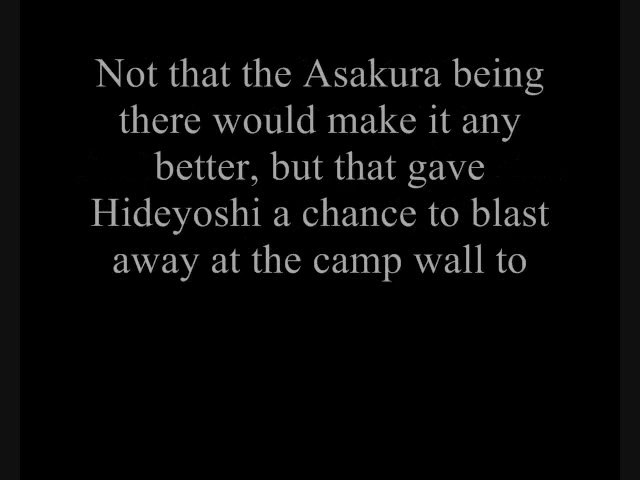 Not that the Asakura being
there would make it any
better, but that gave
Hideyoshi a chance to blast
away at the camp wall to